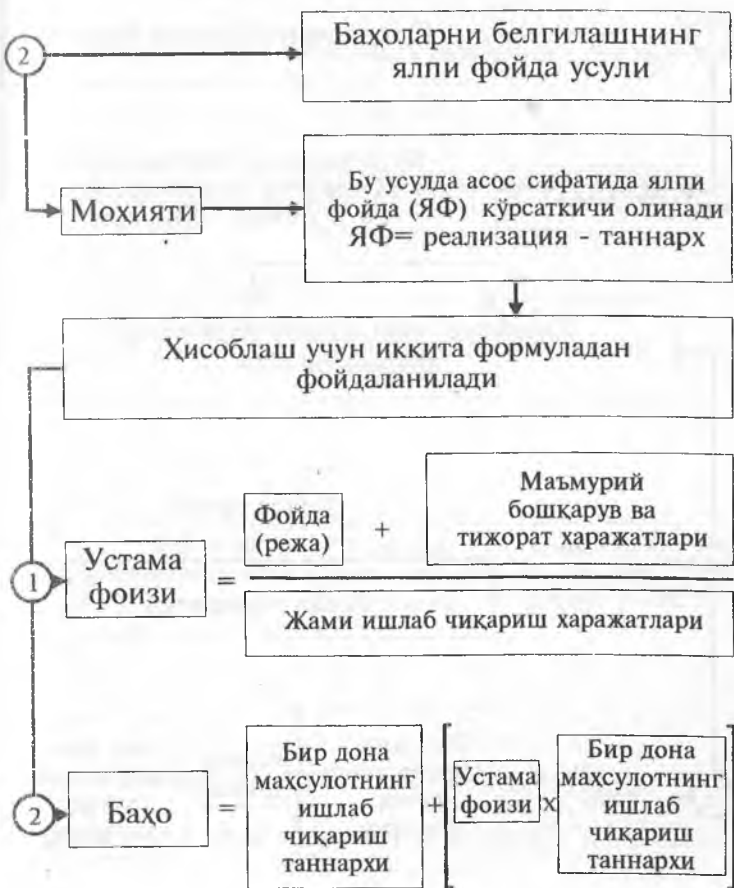 2
Баҳоларни белгилашнинг
ялпи фойда усули
Моҳияти
Бу усулда асос сифатида ялпи
фойда (ЯФ) кўрсаткичи олинади
ЯФ= реализация - таннарх
Ҳисоблаш учун иккита формуладан
фойдаланилади
1
Устама
фоизи
=
Фойда
(режа)
+
Маъмурий
бошқарув ва
тижорат харажатлари
Жами ишлаб чиқариш харажатлари
2
Баҳо
=
Бир дона
маҳсулотнинг
ишлаб
чиқариш
таннархи
+
Устама
фоизи
x
Бир дона
маҳсулотнинг
ишлаб
чиқариш
таннархи